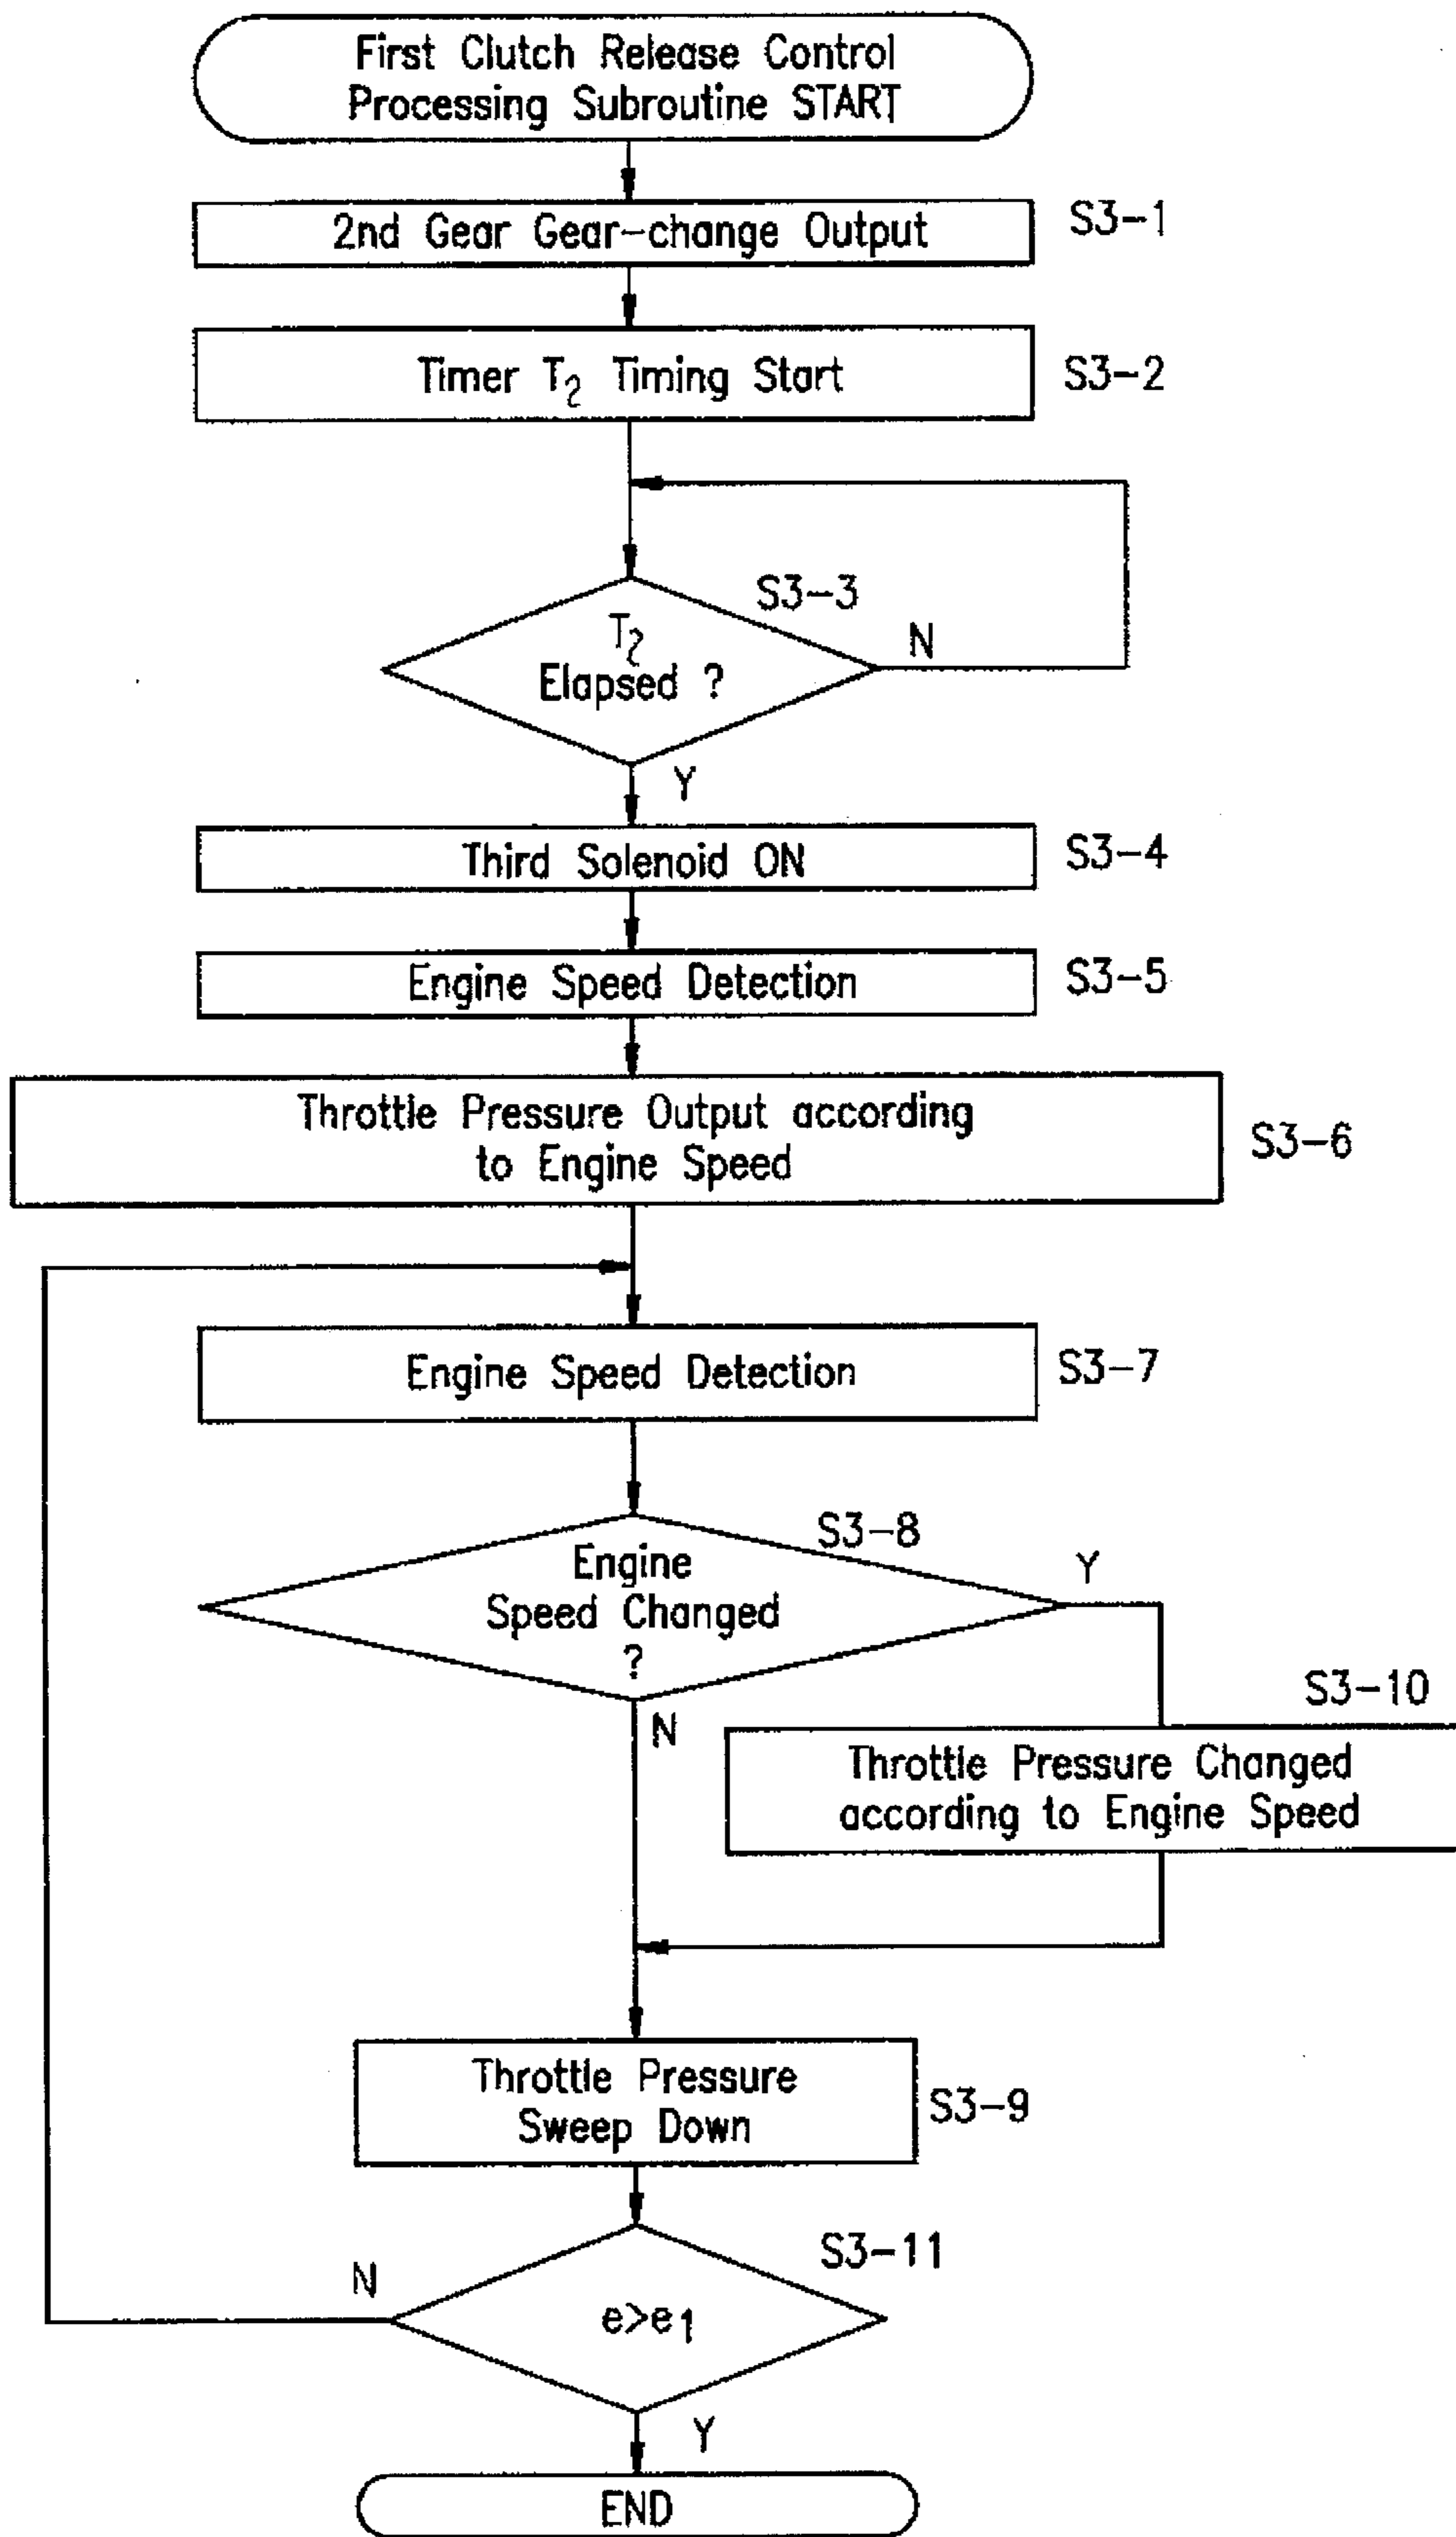 First Clutch Release Control
Processing Subroutine START
2nd Gear Gear-change Output
S3-1
Timer T2 Timing Start
S3-2
S3-3
T2
Elapsed ?
N
Y
Third Solenoid ON
S3-4
Engine Speed Detection
S3-5
Throttle Pressure Output according
to Engine Speed
S3-6
Engine Speed Detection
S3-7
S3-8
Engine
Speed Changed
?
Y
N
S3-10
Throttle Pressure Changed
according to Engine Speed
Throttle Pressure
Sweep Down
S3-9
S3-11
N
e>e1
Y
END